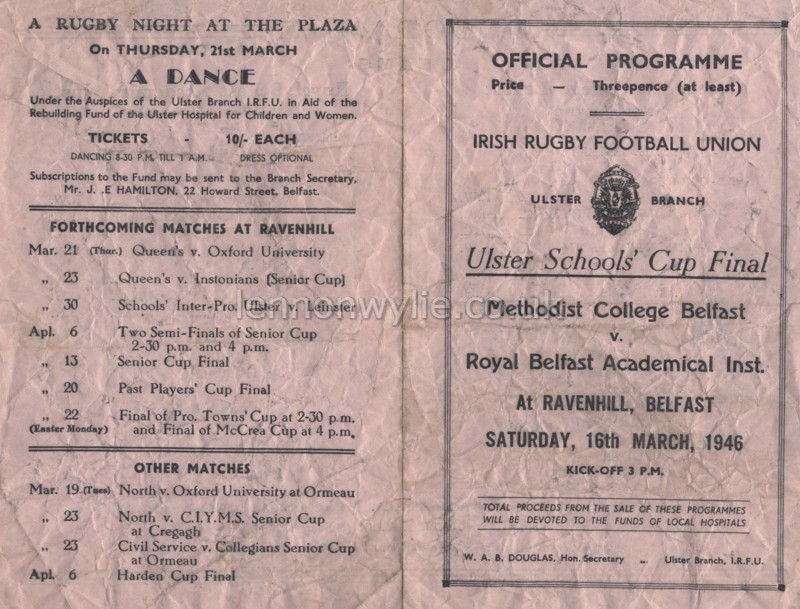 A RUGBY NIGHT AT THE PLAZA
On THURSDAY, 21st MARCH
A DANCE
Under the Auspices of the Ulster Branch I.R.F.U. in Aid of the
Rebuilding Fund of the Ulster Hospital for Children and Women.
TICKETS - 10/- EACH
DANCING 8-30 P.M. TILL 1 A.M. — DRESS OPTIONAL
Subscriptions to the Fund may be sent to the Branch Secretary,
Mr. J. .E HAMILTON, 22 Howard Street, Belfast.
FORTHCOMING MATCHES AT RAVENHILL
Mar. 21 (Thur.) Queen's v. Oxford University
„ 23 Queen's v. Instonians (Senior Cup)
„ 30 Schools' Inter-Pro. Ulster v. Leinster
Apl. 6 Two Semi-Finals of Senior Cup
2-30 p.m. and 4 p.m.
„ 13 Senior Cup Final
„ 20 Past Players' Cup Final
„ 22 Final of Pro. Towns' Cup at 2-30 p.m.
(Easter Monday) and Final of McCrea Cup at 4 p.m.
OTHER MATCHES
Mar. 19 (Tues) North v. Oxford University at Ormeau
„ 23 North v. C.I.Y.M.S. Senior Cup
at Cregagh
„ 23 Civil Service v. Collegians Senior Cup
at Ormeau
Apl. 6 Harden Cup Final
OFFICIAL PROGRAMME
Price — Threepence (at least)
IRISH RUGBY FOOTBALL UNION
ULSTER BRANCH
Ulster Schools' Cup Final
Methodist College Belfast
v.
Royal Belfast Academical Inst.
At RAVENHILL, BELFAST
SATURDAY, 16th MARCH, 1946
KICK-OFF 3 P.M.
TOTAL PROCEEDS FROM THE SALE OF THESE PROGRAMMES
WILL BE DEVOTED TO THE FUNDS OF LOCAL HOSPITALS
W. A. B. DOUGLAS, Hon. Secretary „ Ulster Branch, I.R.F.U.
lennonwylie.co.uk